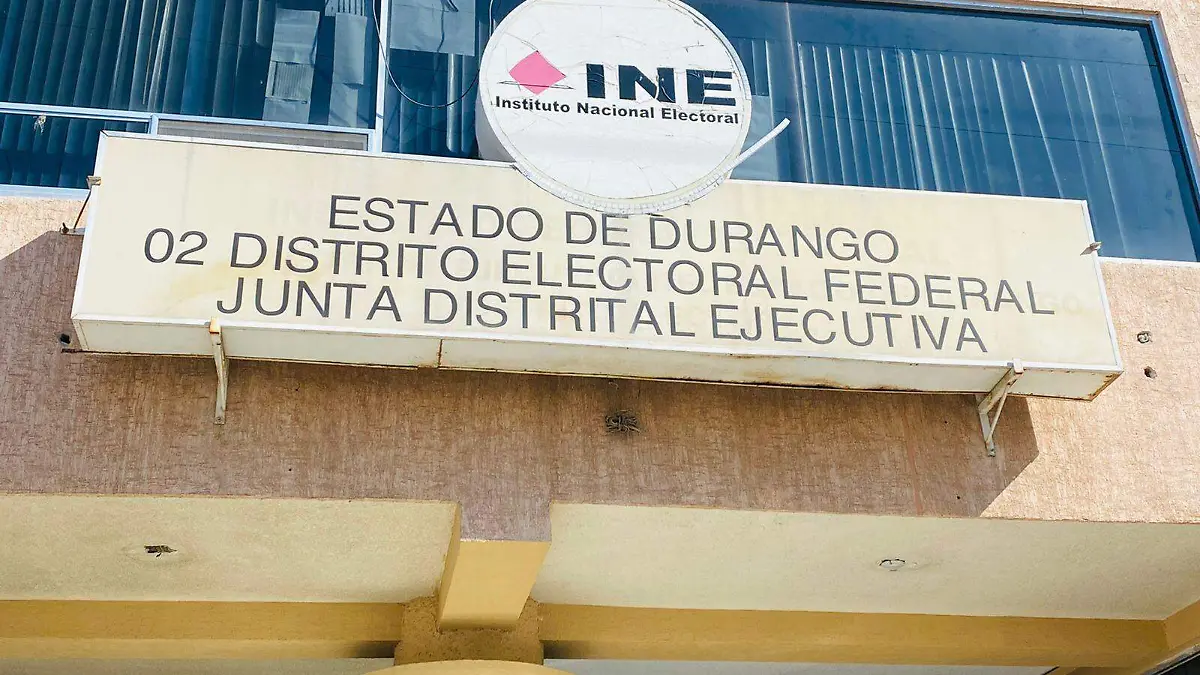 INE
Instituto Nacional Electoral
ESTADO DE DURANGO
02 DISTRITO ELECTORAL FEDERAL
JUNTA DISTRITAL EJECUTIVA